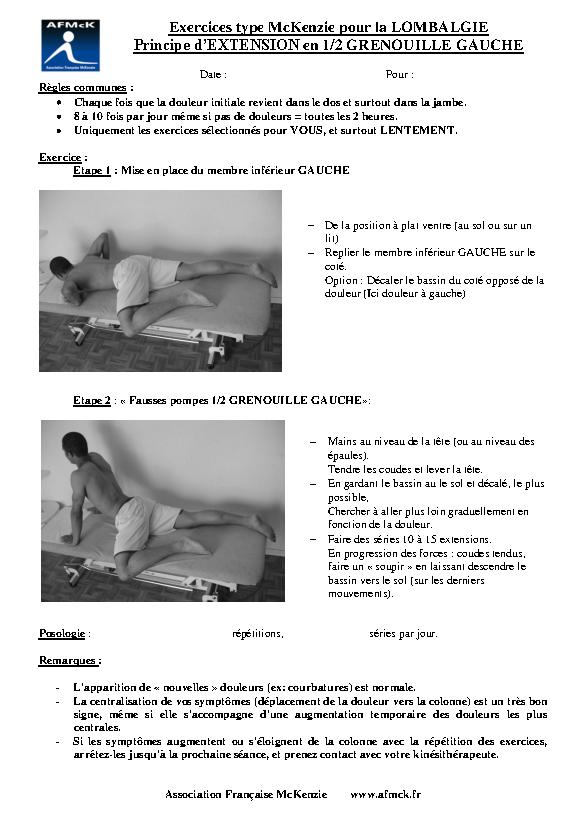 AFMcK
Association Française McKenzie
Exercices type McKenzie pour la LOMBALGIE
Principe d'EXTENSION en 1/2 GRENOUILLE GAUCHE
Date : Pour :
Règles communes :
• Chaque fois que la douleur initiale revient dans le dos et surtout dans la jambe.
• 8 à 10 fois par jour même si pas de douleurs = toutes les 2 heures.
• Uniquement les exercices sélectionnés pour VOUS, et surtout LENTEMENT.
Exercice :
Etape 1 : Mise en place du membre inférieur GAUCHE
– De la position à plat ventre (au sol ou sur un
lit)
– Replier le membre inférieur GAUCHE sur le
coté.
Option : Décaler le bassin du coté opposé de la
douleur (Ici douleur à gauche)
Etape 2 : « Fausses pompes 1/2 GRENOUILLE GAUCHE»:
– Mains au niveau de la tête (ou au niveau des
épaules).
Tendre les coudes et lever la tête.
– En gardant le bassin au le sol et décalé, le plus
possible,
Chercher à aller plus loin graduellement en
fonction de la douleur.
– Faire des séries 10 à 15 extensions.
En progression des forces : coudes tendus,
faire un « soupir » en laissant descendre le
bassin vers le sol (sur les derniers
mouvements).
Posologie : répétitions, séries par jour.
Remarques :
- L'apparition de « nouvelles » douleurs (ex: courbatures) est normale.
- La centralisation de vos symptômes (déplacement de la douleur vers la colonne) est un très bon
signe, même si elle s'accompagne d'une augmentation temporaire des douleurs les plus
centrales.
- Si les symptômes augmentent ou s'éloignent de la colonne avec la répétition des exercices,
arrêtez-les jusqu'à la prochaine séance, et prenez contact avec votre kinésithérapeute.
Association Française McKenzie www.afmck.fr